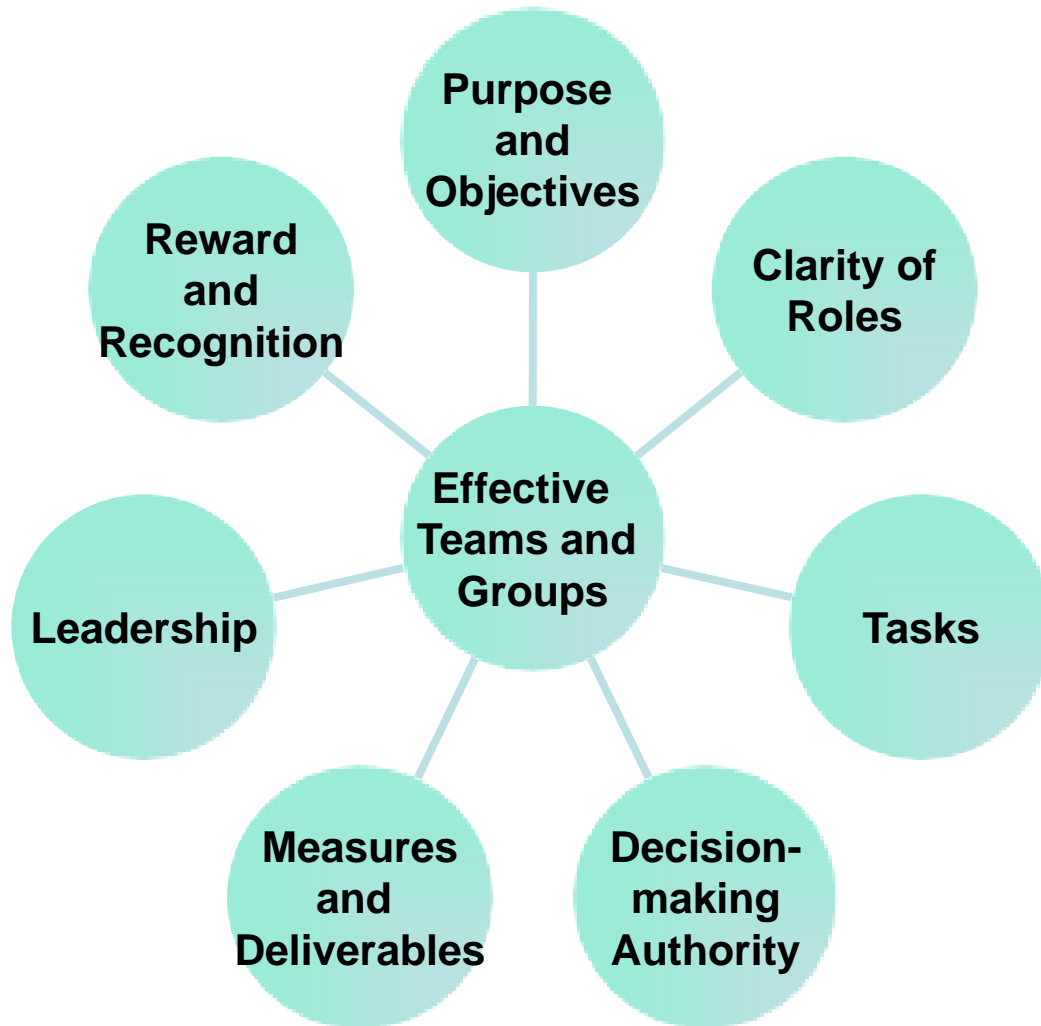 Purpose
and
Objectives
Clarity of
Roles
Tasks
Decision-
making
Authority
Measures
and
Deliverables
Leadership
Reward
and
Recognition
Effective
Teams and
Groups